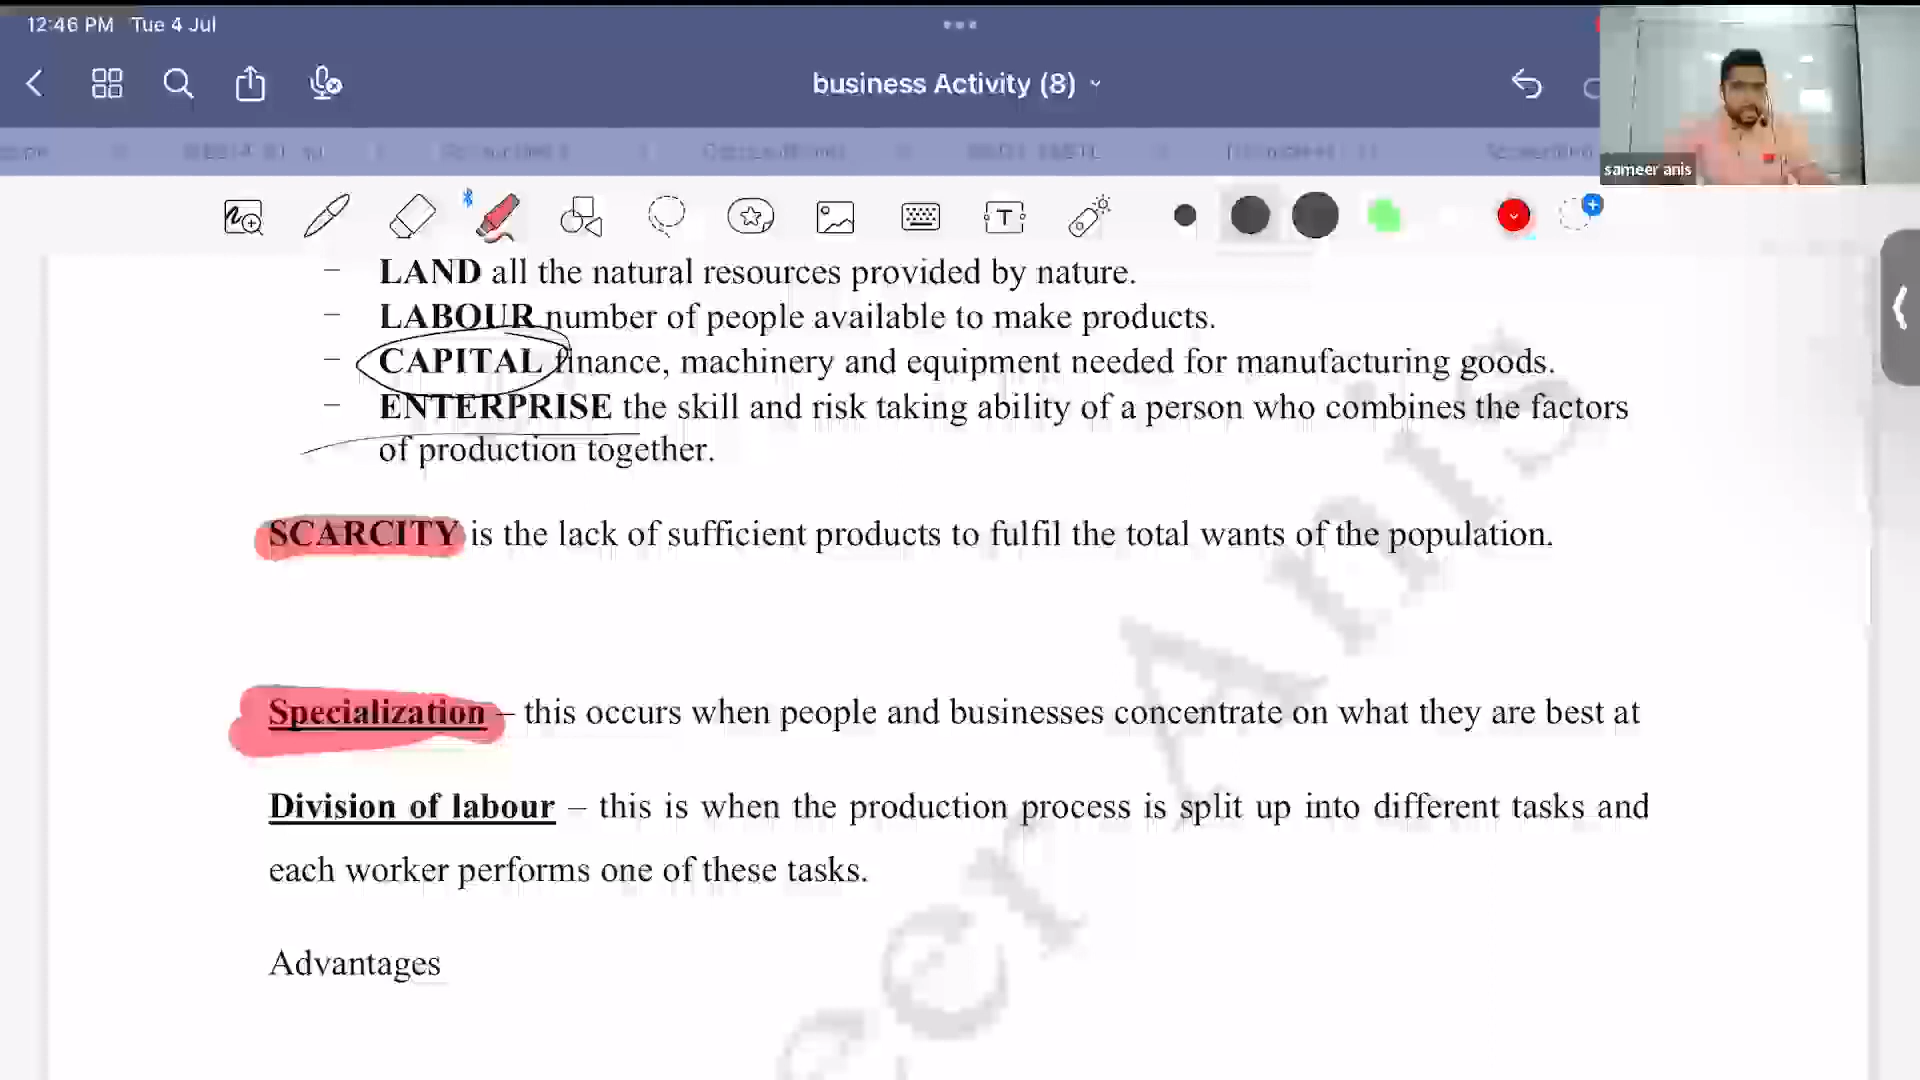 12:46 PM Tue 4 Jul
business Activity (8)
sameer anis
T
– LAND all the natural resources provided by nature.
– LABOUR number of people available to make products.
– CAPITAL finance, machinery and equipment needed for manufacturing goods.
– ENTERPRISE the skill and risk taking ability of a person who combines the factors
of production together.
SCARCITY is the lack of sufficient products to fulfil the total wants of the population.
Specialization – this occurs when people and businesses concentrate on what they are best at
Division of labour – this is when the production process is split up into different tasks and
each worker performs one of these tasks.
Advantages
Anis